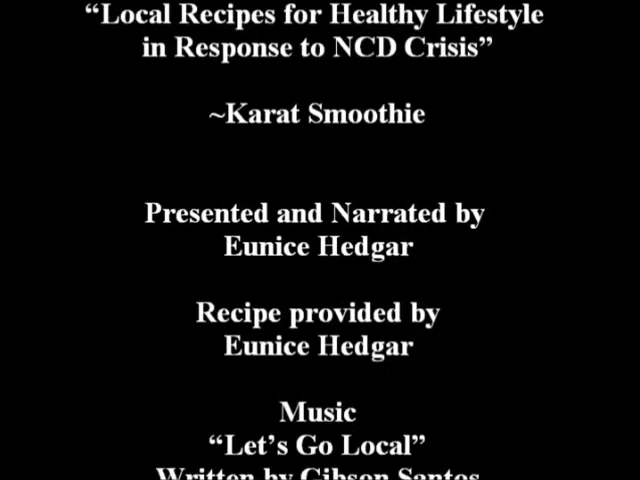 “Local Recipes for Healthy Lifestyle
in Response to NCD Crisis”
~Karat Smoothie
Presented and Narrated by
Eunice Hedgar
Recipe provided by
Eunice Hedgar
Music
“Let’s Go Local”
Written by Gibson Santos